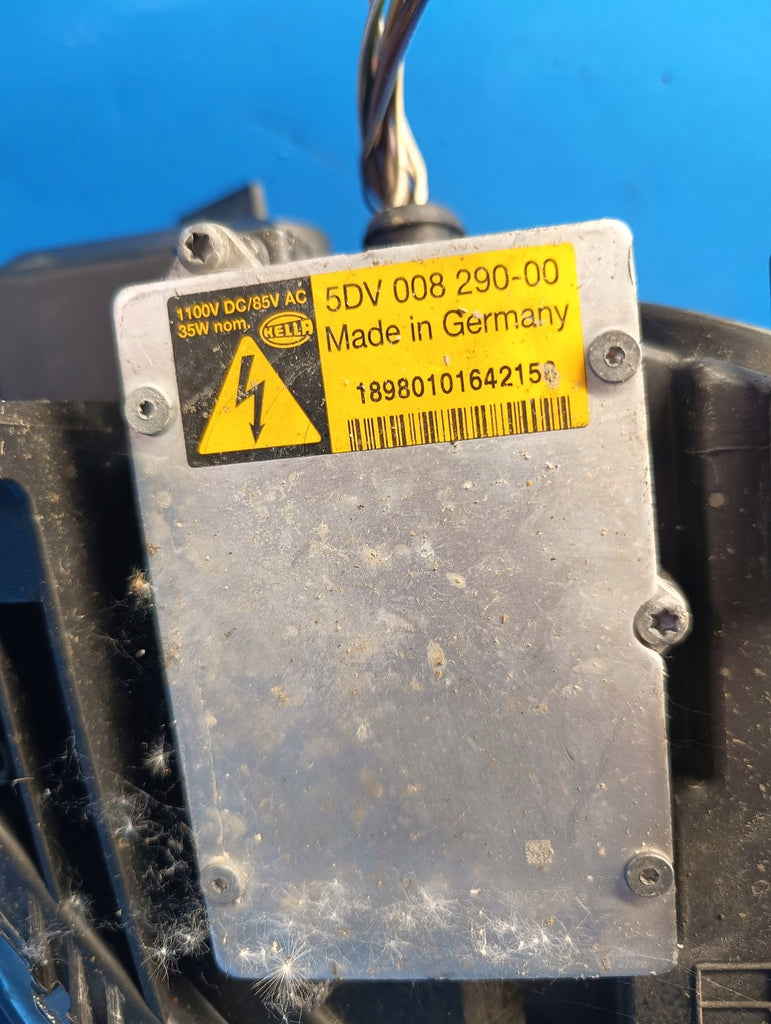 1100V DC/85V AC
35W nom.
HELLA
5DV 008 290-00
Made in Germany